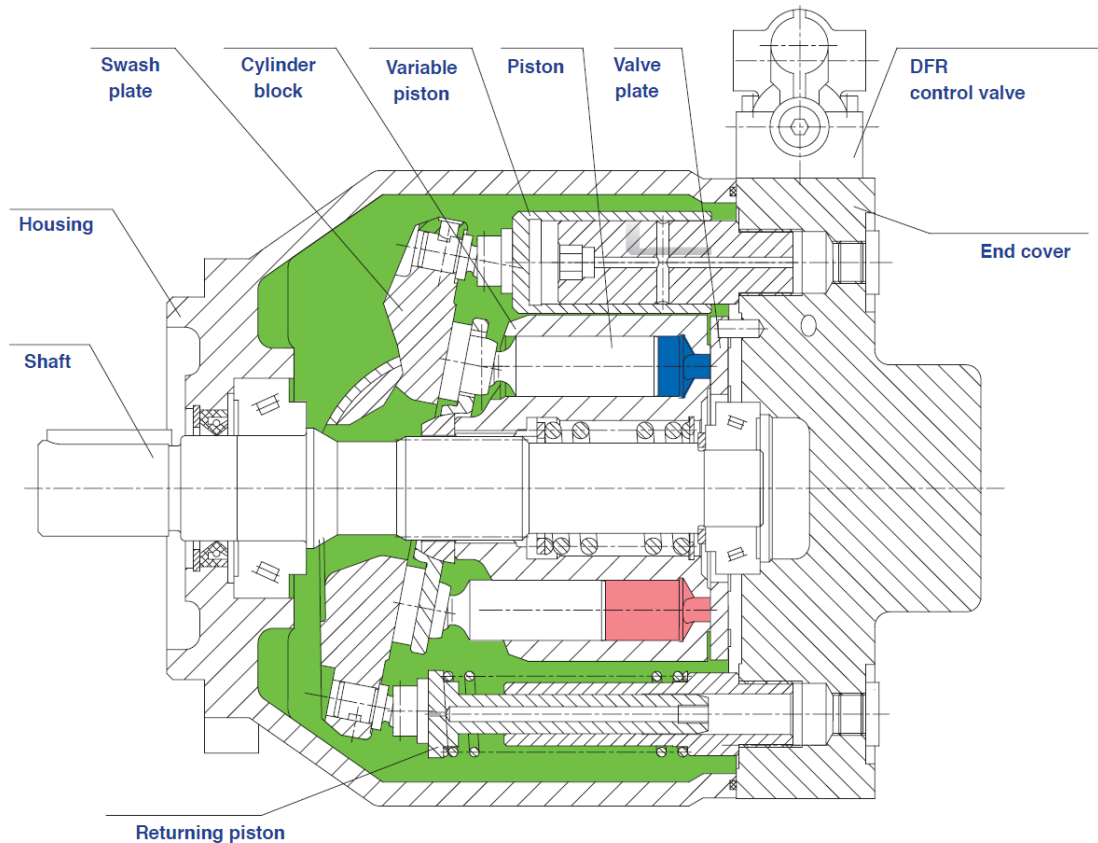 Swash
plate
Cylinder
block
Variable
piston
Piston
Valve
plate
DFR
control valve
Housing
End cover
Shaft
Returning piston